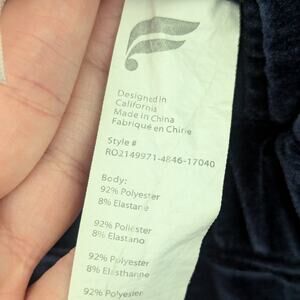 Designed in
California
Made in China
Fabriqué en Chine
Style #
RO2149971-4846-17040
Body:
92% Polyester
8% Elastane
92% Poliéster
8% Elastano
92% Polyester
8% Élasthanne
92% Polyester